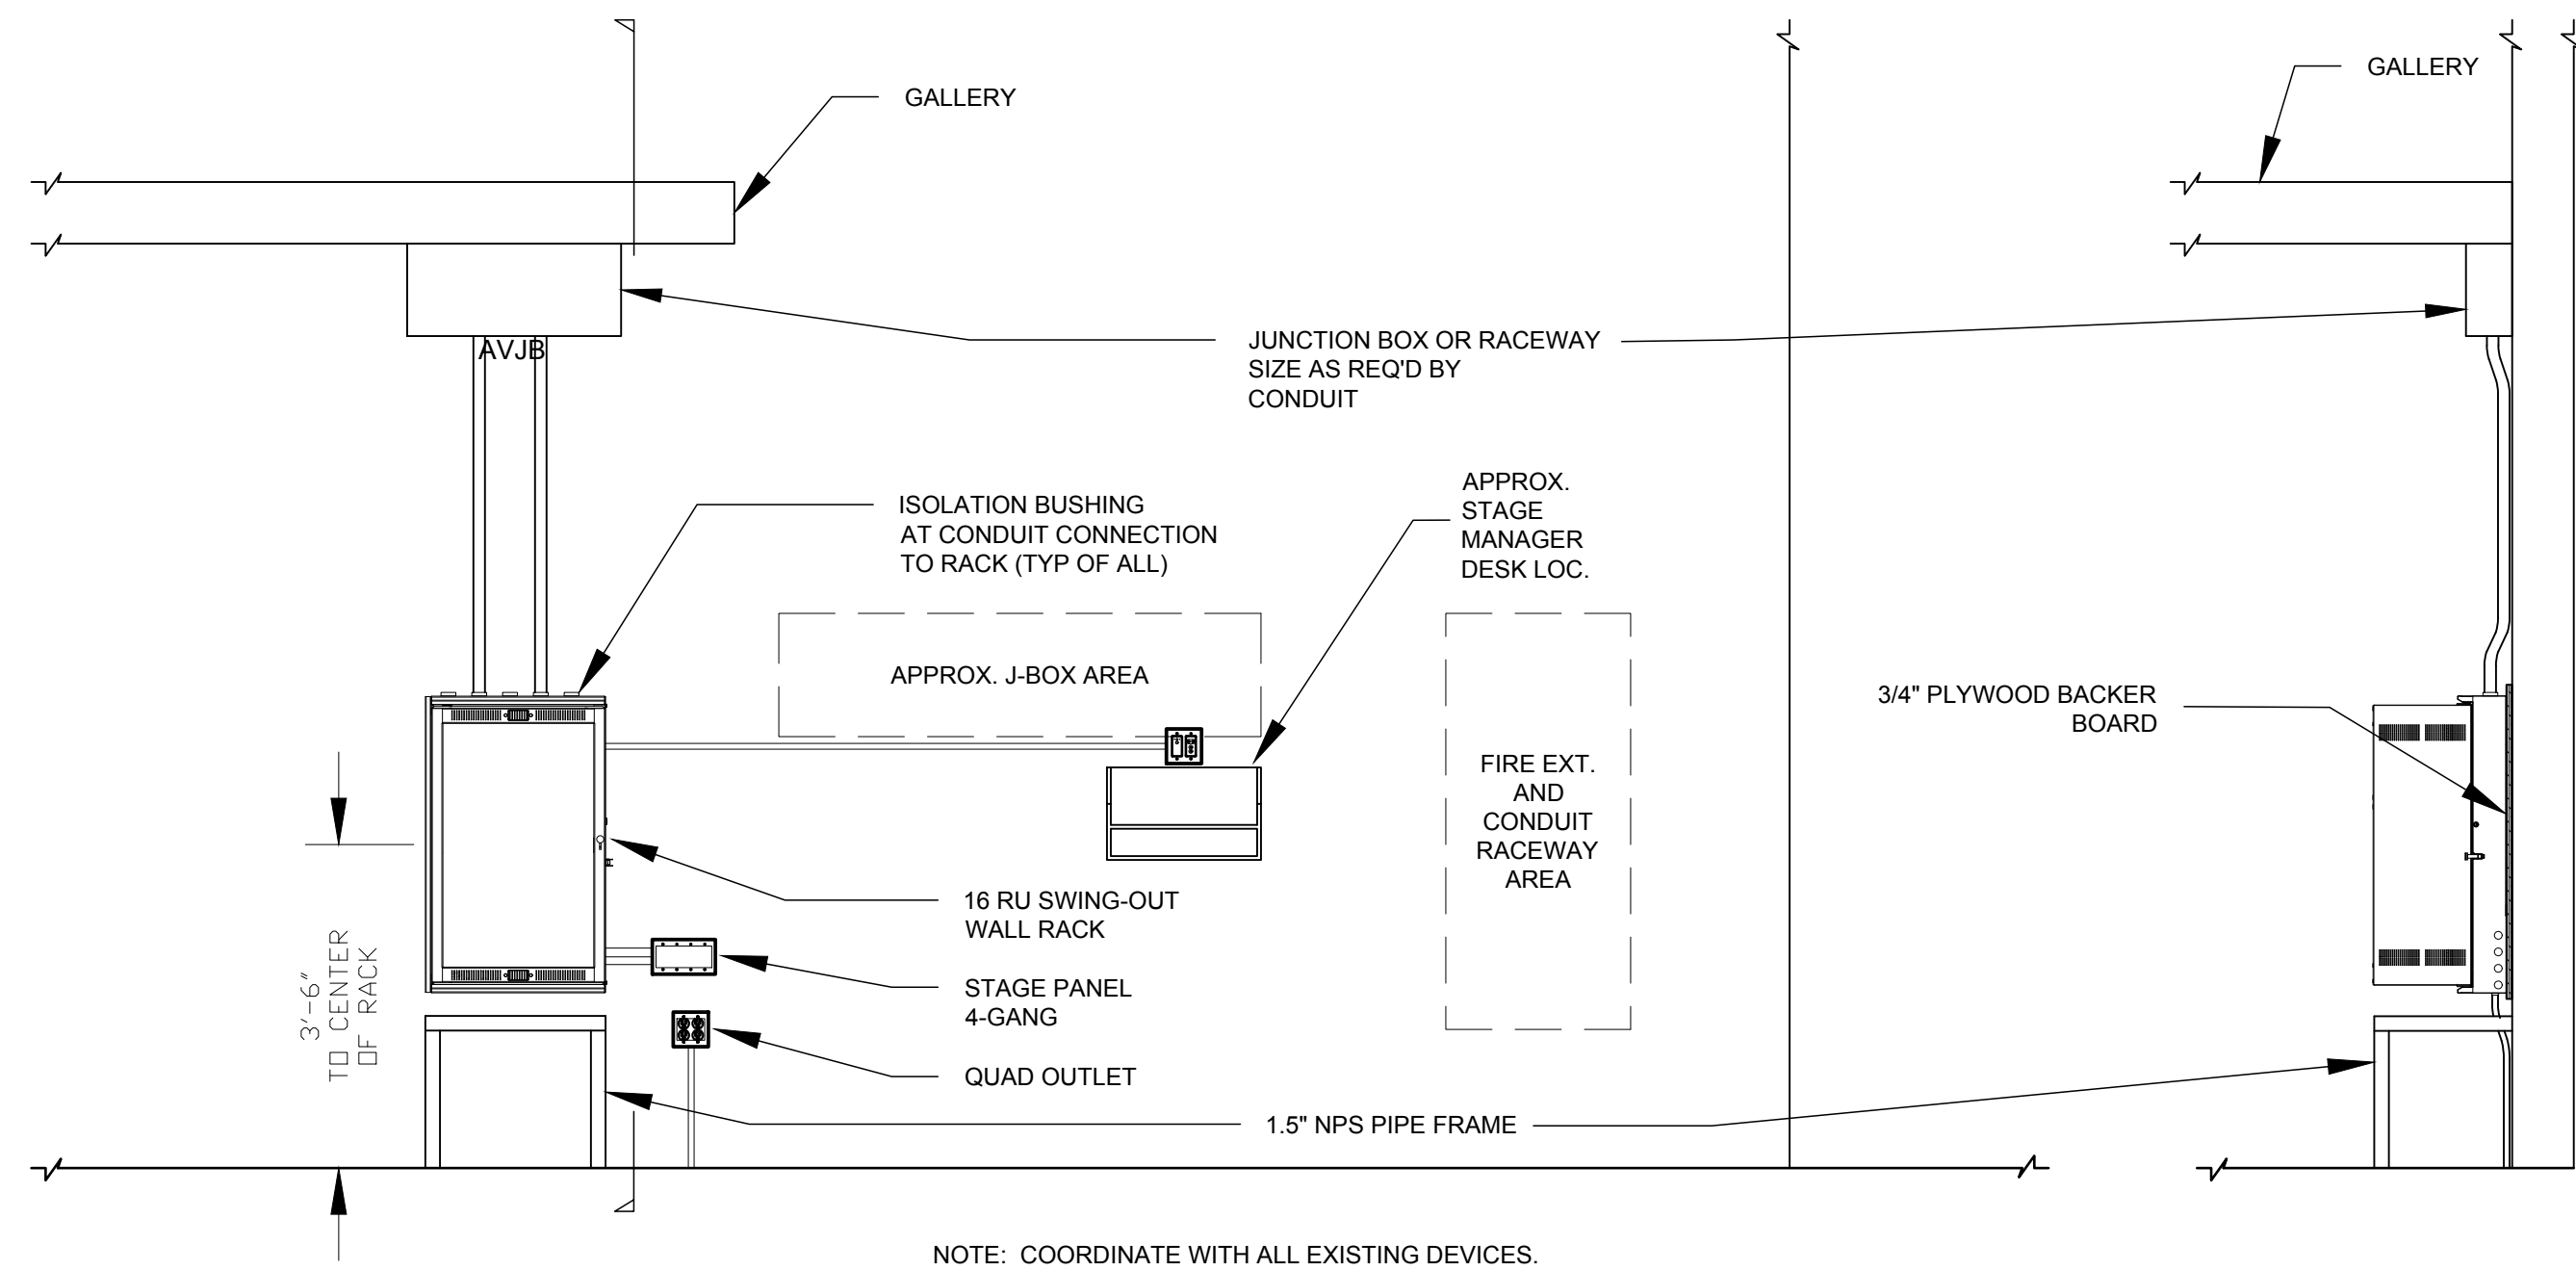 GALLERY
GALLERY
AVJB
JUNCTION BOX OR RACEWAY
SIZE AS REQ'D BY
CONDUIT
ISOLATION BUSHING
AT CONDUIT CONNECTION
TO RACK (TYP OF ALL)
APPROX.
STAGE
MANAGER
DESK LOC.
APPROX. J-BOX AREA
3/4" PLYWOOD BACKER
BOARD
FIRE EXT.
AND
CONDUIT
RACEWAY
AREA
16 RU SWING-OUT
WALL RACK
3'-6"
TO CENTER
OF RACK
STAGE PANEL
4-GANG
QUAD OUTLET
1.5" NPS PIPE FRAME
NOTE: COORDINATE WITH ALL EXISTING DEVICES.